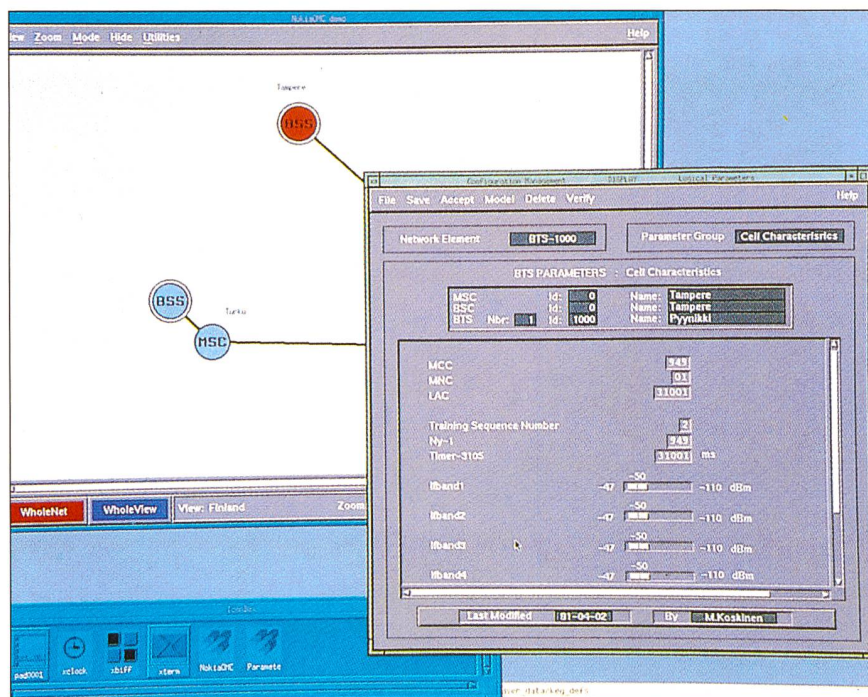 NokiaOMC demo
iew Zoom Mode Hide Utilities Help
Tampere
BSS
BSS
Turku
MSC
WholeNet WholeView View: Finland Zoom:
Configuration Management DISPLAY Logical Parameters
File Save Accept Model Delete Verify Help
Network Element BTS-1000 Parameter Group Cell Characterisrics
BTS PARAMETERS : Cell Characteristics
MSC Id: 0 Name: Tampere
BSC Id: 0 Name: Tampere
BTS Nbr: 1 Id: 1000 Name: Pyynikki
MCC 949
MNC 01
LAC 31001
Training Sequence Number 2
Ny-1 949
Timer-3105 31001 ms
-50
Ifband1 -47 -110 dBm
-50
Ifband2 -47 -110 dBm
-50
Ifband3 -47 -110 dBm
-50
Ifband4 -47 -110 dBm
Last Modified 91-04-02 By M.Koskinen
IconBox
pad0001 xclock xbiff xterm NokiaOMC Paramete